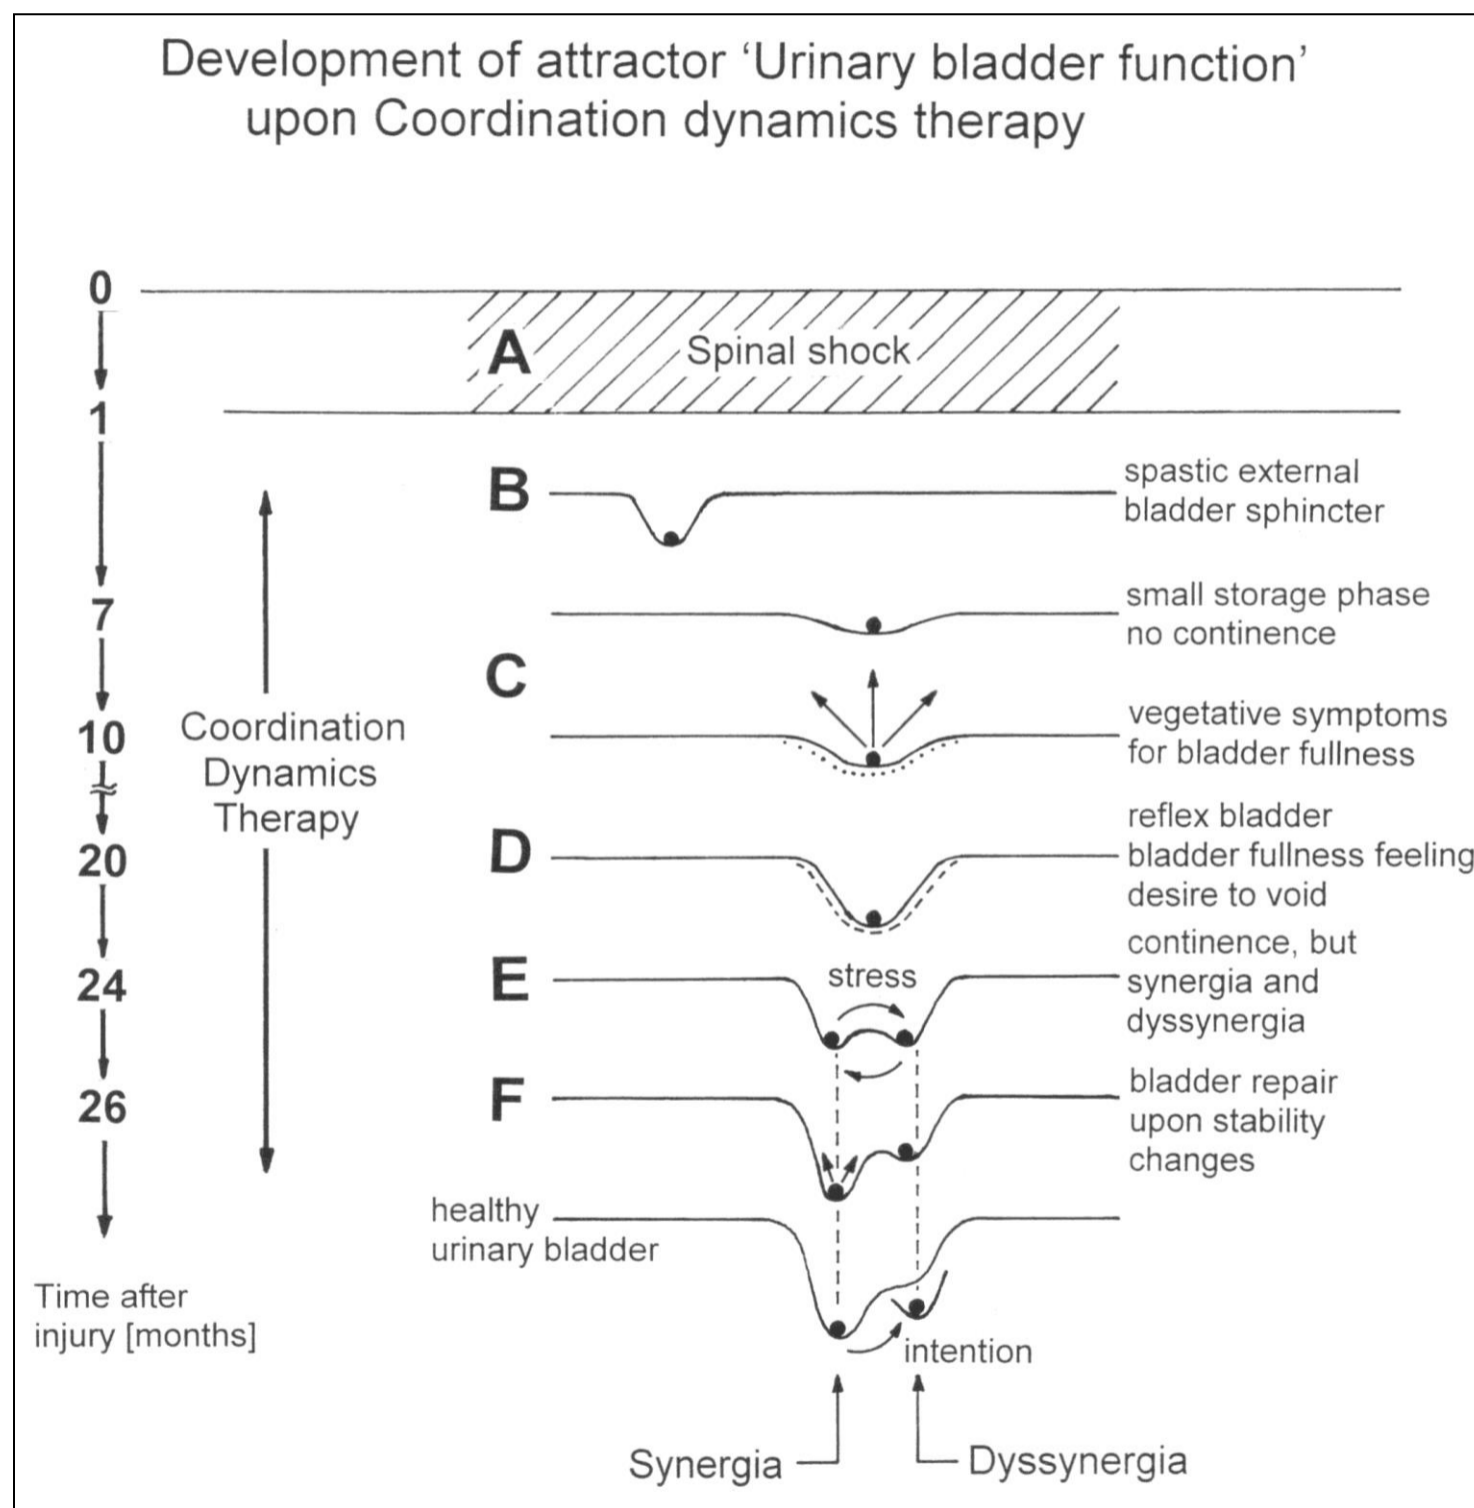 Development of attractor ‘Urinary bladder function’
upon Coordination dynamics therapy
0
A
Spinal shock
1
B
spastic external
bladder sphincter
7
small storage phase
no continence
C
10
vegetative symptoms
for bladder fullness
Coordination
Dynamics
Therapy
D
20
reflex bladder
bladder fullness feeling
desire to void
E
24
stress
continence, but
synergia and
dyssynergia
F
26
bladder repair
upon stability
changes
healthy
urinary bladder
Time after
injury [months]
intention
Synergia
Dyssynergia